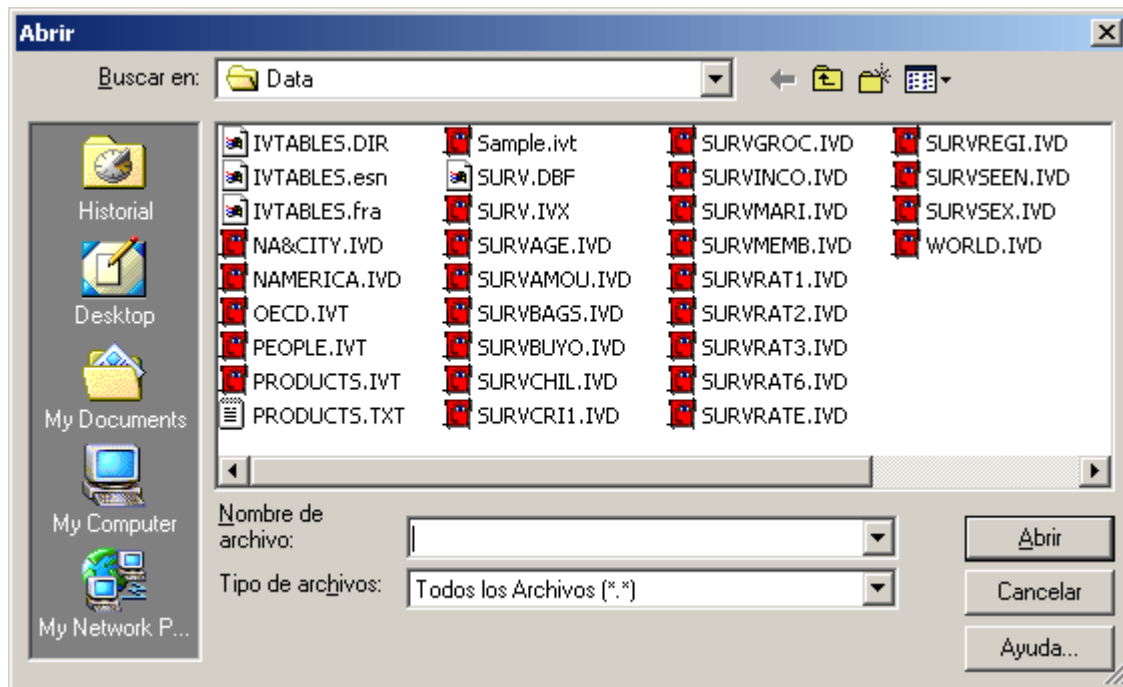 Abrir
Buscar en: Data
Historial
Desktop
My Documents
My Computer
My Network P...
IVTABLES.DIR
IVTABLES.esn
IVTABLES.fra
NA&CITY.IVD
NAMERICA.IVD
OECD.IVT
PEOPLE.IVT
PRODUCTS.IVT
PRODUCTS.TXT
Sample.ivt
SURV.DBF
SURV.IVX
SURVAGE.IVD
SURVAMOU.IVD
SURVBAGS.IVD
SURVBUYO.IVD
SURVCHIL.IVD
SURVCRI1.IVD
SURVGROC.IVD
SURVINCO.IVD
SURVMARI.IVD
SURVMEMB.IVD
SURVRAT1.IVD
SURVRAT2.IVD
SURVRAT3.IVD
SURVRAT6.IVD
SURVRATE.IVD
SURVREGI.IVD
SURVSEEN.IVD
SURVSEX.IVD
WORLD.IVD
Nombre de
archivo:
Abrir
Tipo de archivos: Todos los Archivos (*.*)
Cancelar
Ayuda...